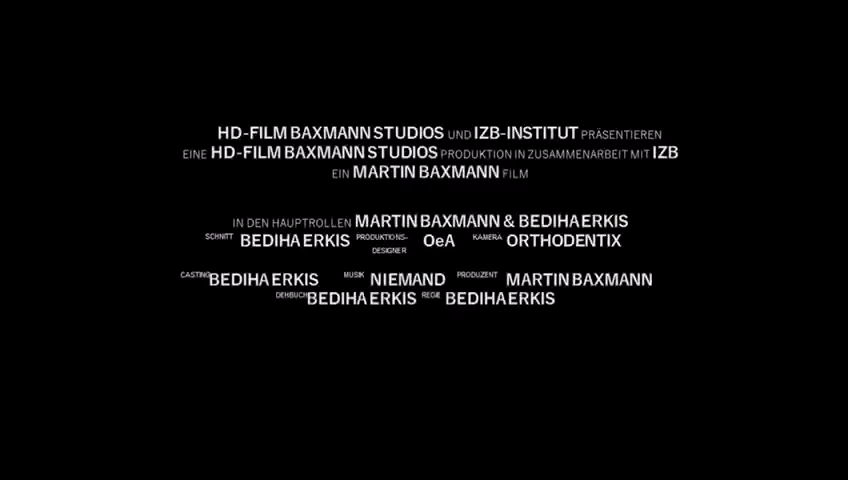 HD-FILM BAXMANN STUDIOS UND IZB-INSTITUT PRÄSENTIEREN
EINE HD-FILM BAXMANN STUDIOS PRODUKTION IN ZUSAMMENARBEIT MIT IZB
EIN MARTIN BAXMANN FILM
IN DEN HAUPTROLLEN MARTIN BAXMANN & BEDIHA ERKIS
SCHNITT BEDIHA ERKIS PRODUKTIONS-DESIGNER OeA KAMERA ORTHODENTIX
CASTING BEDIHA ERKIS MUSIK NIEMAND PRODUZENT MARTIN BAXMANN
DEHBUCH BEDIHA ERKIS REGIE BEDIHA ERKIS